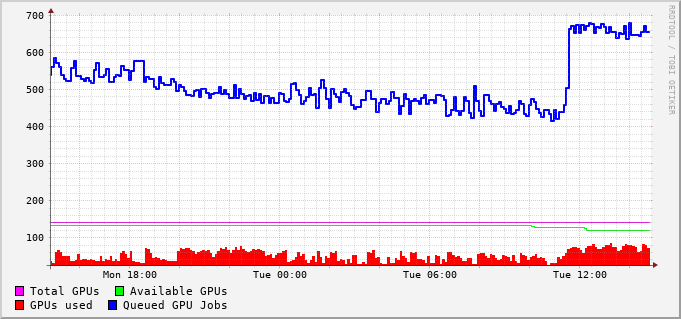 700
600
500
400
300
200
100
Mon 18:00 Tue 00:00 Tue 06:00 Tue 12:00
Total GPUs Available GPUs
GPUs used Queued GPU Jobs
RRDTOOL / TOBI OETIKER